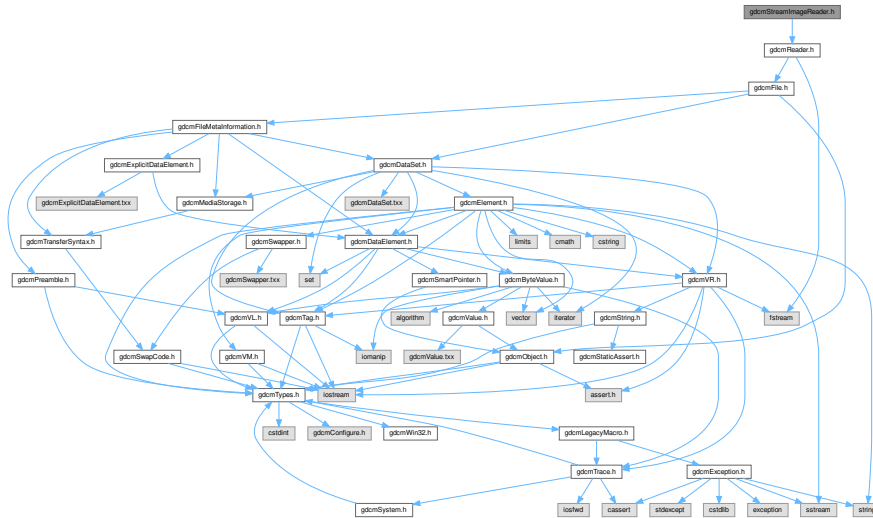 gdcmStreamImageReader.h
gdcmReader.h
gdcmFile.h
gdcmFileMetaInformation.h
gdcmExplicitDataElement.h
gdcmDataSet.h
gdcmExplicitDataElement.txx
gdcmMediaStorage.h
gdcmDataSet.txx
gdcmElement.h
gdcmTransferSyntax.h
gdcmSwapper.h
gdcmDataElement.h
limits
cmath
cstring
gdcmPreamble.h
gdcmSwapper.txx
set
gdcmSmartPointer.h
gdcmByteValue.h
gdcmVR.h
gdcmVL.h
gdcmTag.h
algorithm
gdcmValue.h
vector
iterator
gdcmString.h
fstream
gdcmSwapCode.h
gdcmVM.h
iomanip
gdcmValue.txx
gdcmObject.h
gdcmStaticAssert.h
gdcmTypes.h
iostream
assert.h
cstdint
gdcmConfigure.h
gdcmWin32.h
gdcmLegacyMacro.h
gdcmTrace.h
gdcmException.h
gdcmSystem.h
iosfwd
cassert
stdexcept
cstdlib
exception
sstream
string